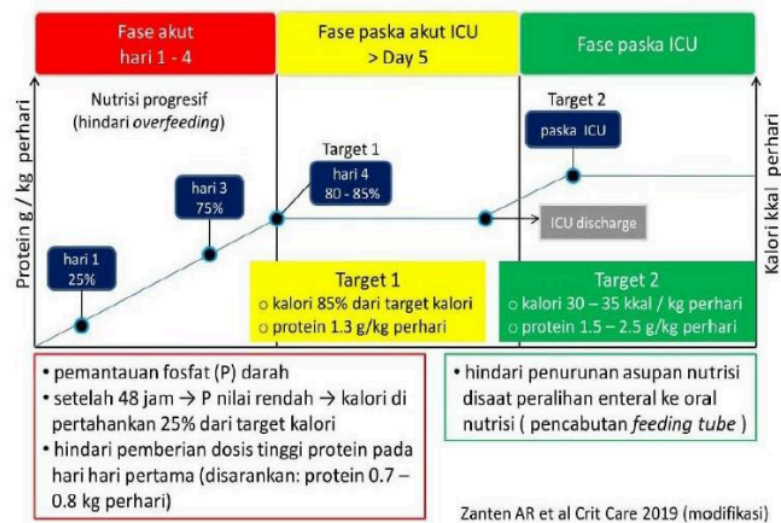 Fase akut
hari 1 - 4
Fase paska akut ICU
> Day 5
Fase paska ICU
Protein g / kg perhari
Kalori kkal / kg perhari
Nutrisi progresif
(hindari overfeeding)
hari 1
25%
hari 3
75%
Target 1
hari 4
80 - 85%
Target 2
paska ICU
ICU discharge
Target 1
o kalori 85% dari target kalori
o protein 1.3 g/kg perhari
Target 2
o kalori 30 – 35 kkal / kg perhari
o protein 1.5 – 2.5 g/kg perhari
• pemantauan fosfat (P) darah
• setelah 48 jam → P nilai rendah → kalori di
pertahankan 25% dari target kalori
• hindari pemberian dosis tinggi protein pada
hari hari pertama (disarankan: protein 0.7 –
0.8 kg perhari)
• hindari penurunan asupan nutrisi
disaat peralihan enteral ke oral
nutrisi ( pencabutan feeding tube )
Zanten AR et al Crit Care 2019 (modifikasi)